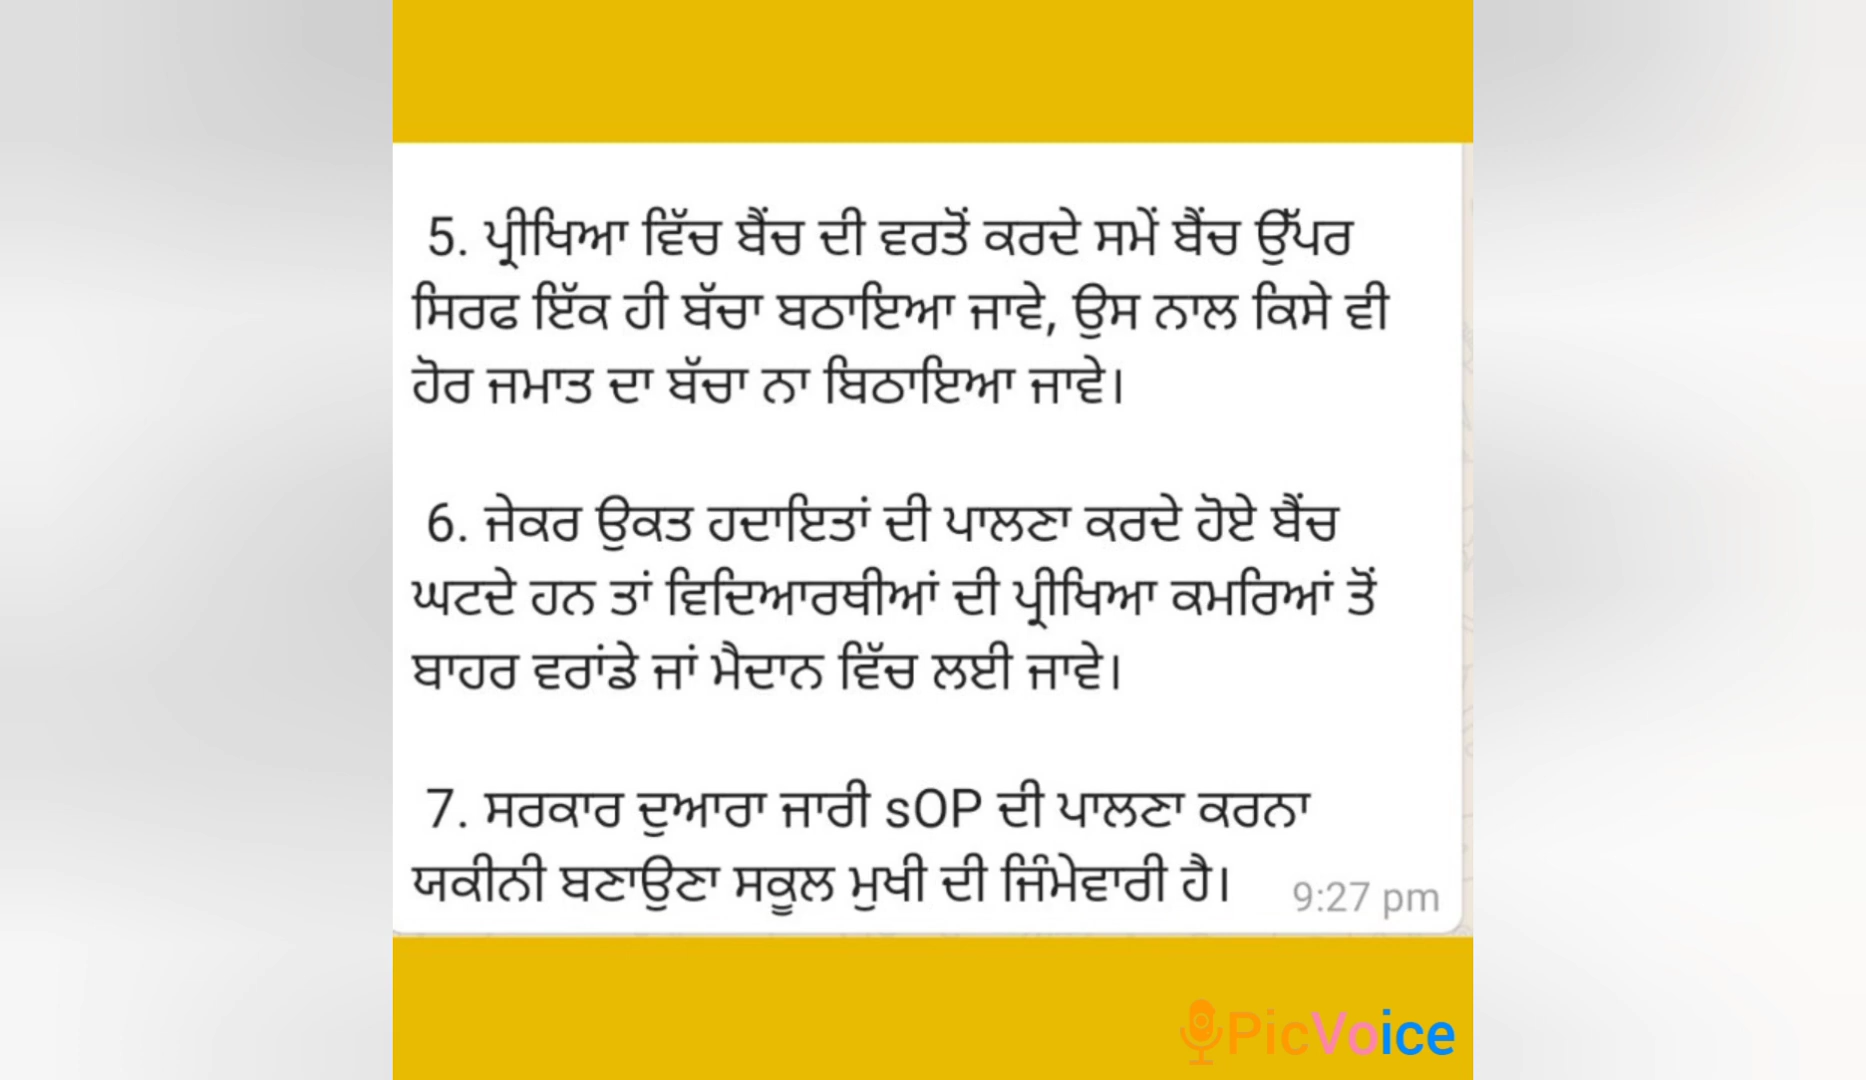 5. ਪ੍ਰੀਖਿਆ ਵਿੱਚ ਬੈਂਚ ਦੀ ਵਰਤੋਂ ਕਰਦੇ ਸਮੇਂ ਬੈਂਚ ਉੱਪਰ
ਸਿਰਫ ਇੱਕ ਹੀ ਬੱਚਾ ਬਠਾਇਆ ਜਾਵੇ, ਉਸ ਨਾਲ ਕਿਸੇ ਵੀ
ਹੋਰ ਜਮਾਤ ਦਾ ਬੱਚਾ ਨਾ ਬਿਠਾਇਆ ਜਾਵੇ।
6. ਜੇਕਰ ਉਕਤ ਹਦਾਇਤਾਂ ਦੀ ਪਾਲਣਾ ਕਰਦੇ ਹੋਏ ਬੈਂਚ
ਘਟਦੇ ਹਨ ਤਾਂ ਵਿਦਿਆਰਥੀਆਂ ਦੀ ਪ੍ਰੀਖਿਆ ਕਮਰਿਆਂ ਤੋਂ
ਬਾਹਰ ਵਰਾਂਡੇ ਜਾਂ ਮੈਦਾਨ ਵਿੱਚ ਲਈ ਜਾਵੇ।
7. ਸਰਕਾਰ ਦੁਆਰਾ ਜਾਰੀ sOP ਦੀ ਪਾਲਣਾ ਕਰਨਾ
ਯਕੀਨੀ ਬਣਾਉਣਾ ਸਕੂਲ ਮੁਖੀ ਦੀ ਜਿੰਮੇਵਾਰੀ ਹੈ।
9:27 pm
PicVoice